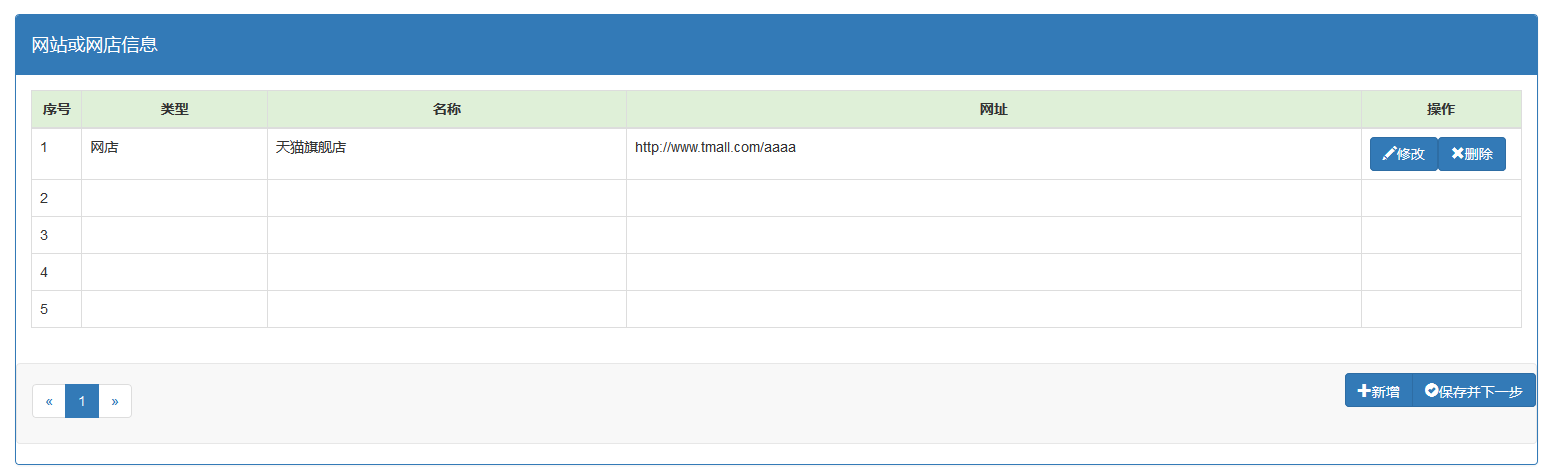 网站或网店信息
序号 类型 名称 网址 操作
1 网店 天猫旗舰店 http://www.tmall.com/aaaa 修改 删除
2
3
4
5
« 1 » 新增 保存并下一步